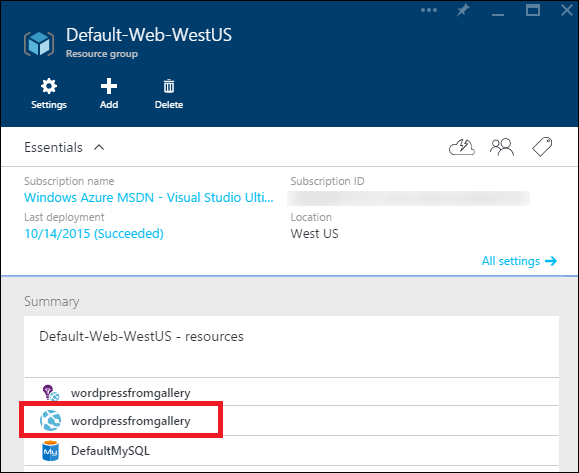 Default-Web-WestUS
Resource group
Settings Add Delete
Essentials
Subscription name Subscription ID
Windows Azure MSDN - Visual Studio Ulti...
Last deployment Location
10/14/2015 (Succeeded) West US
All settings
Summary
Default-Web-WestUS - resources
wordpressfromgallery
wordpressfromgallery
DefaultMySQL